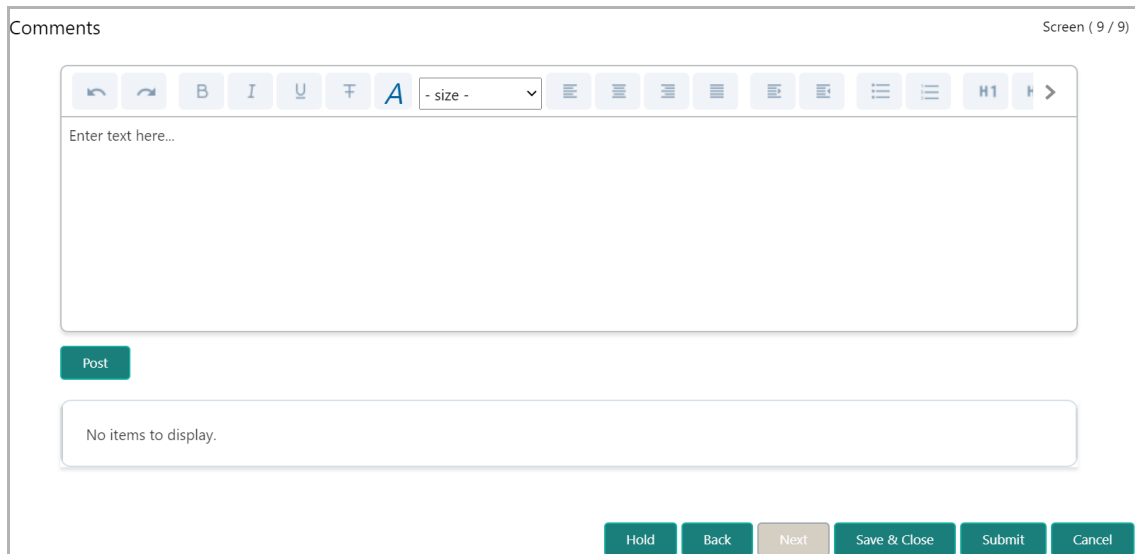 Comments Screen ( 9 / 9)
B I U T A - size - H1
Enter text here...
Post
No items to display.
Hold Back Next Save & Close Submit Cancel